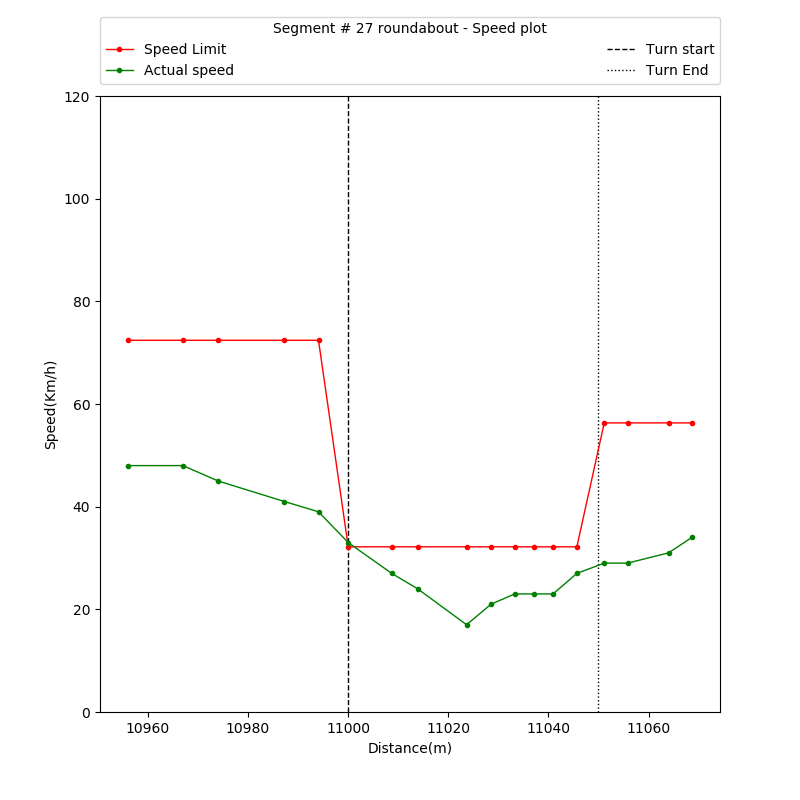 Segment # 27 roundabout - Speed plot
Speed Limit
Turn start
Actual speed
Turn End
120
100
80
60
40
20
0
Speed(Km/h)
10960 10980 11000 11020 11040 11060
Distance(m)